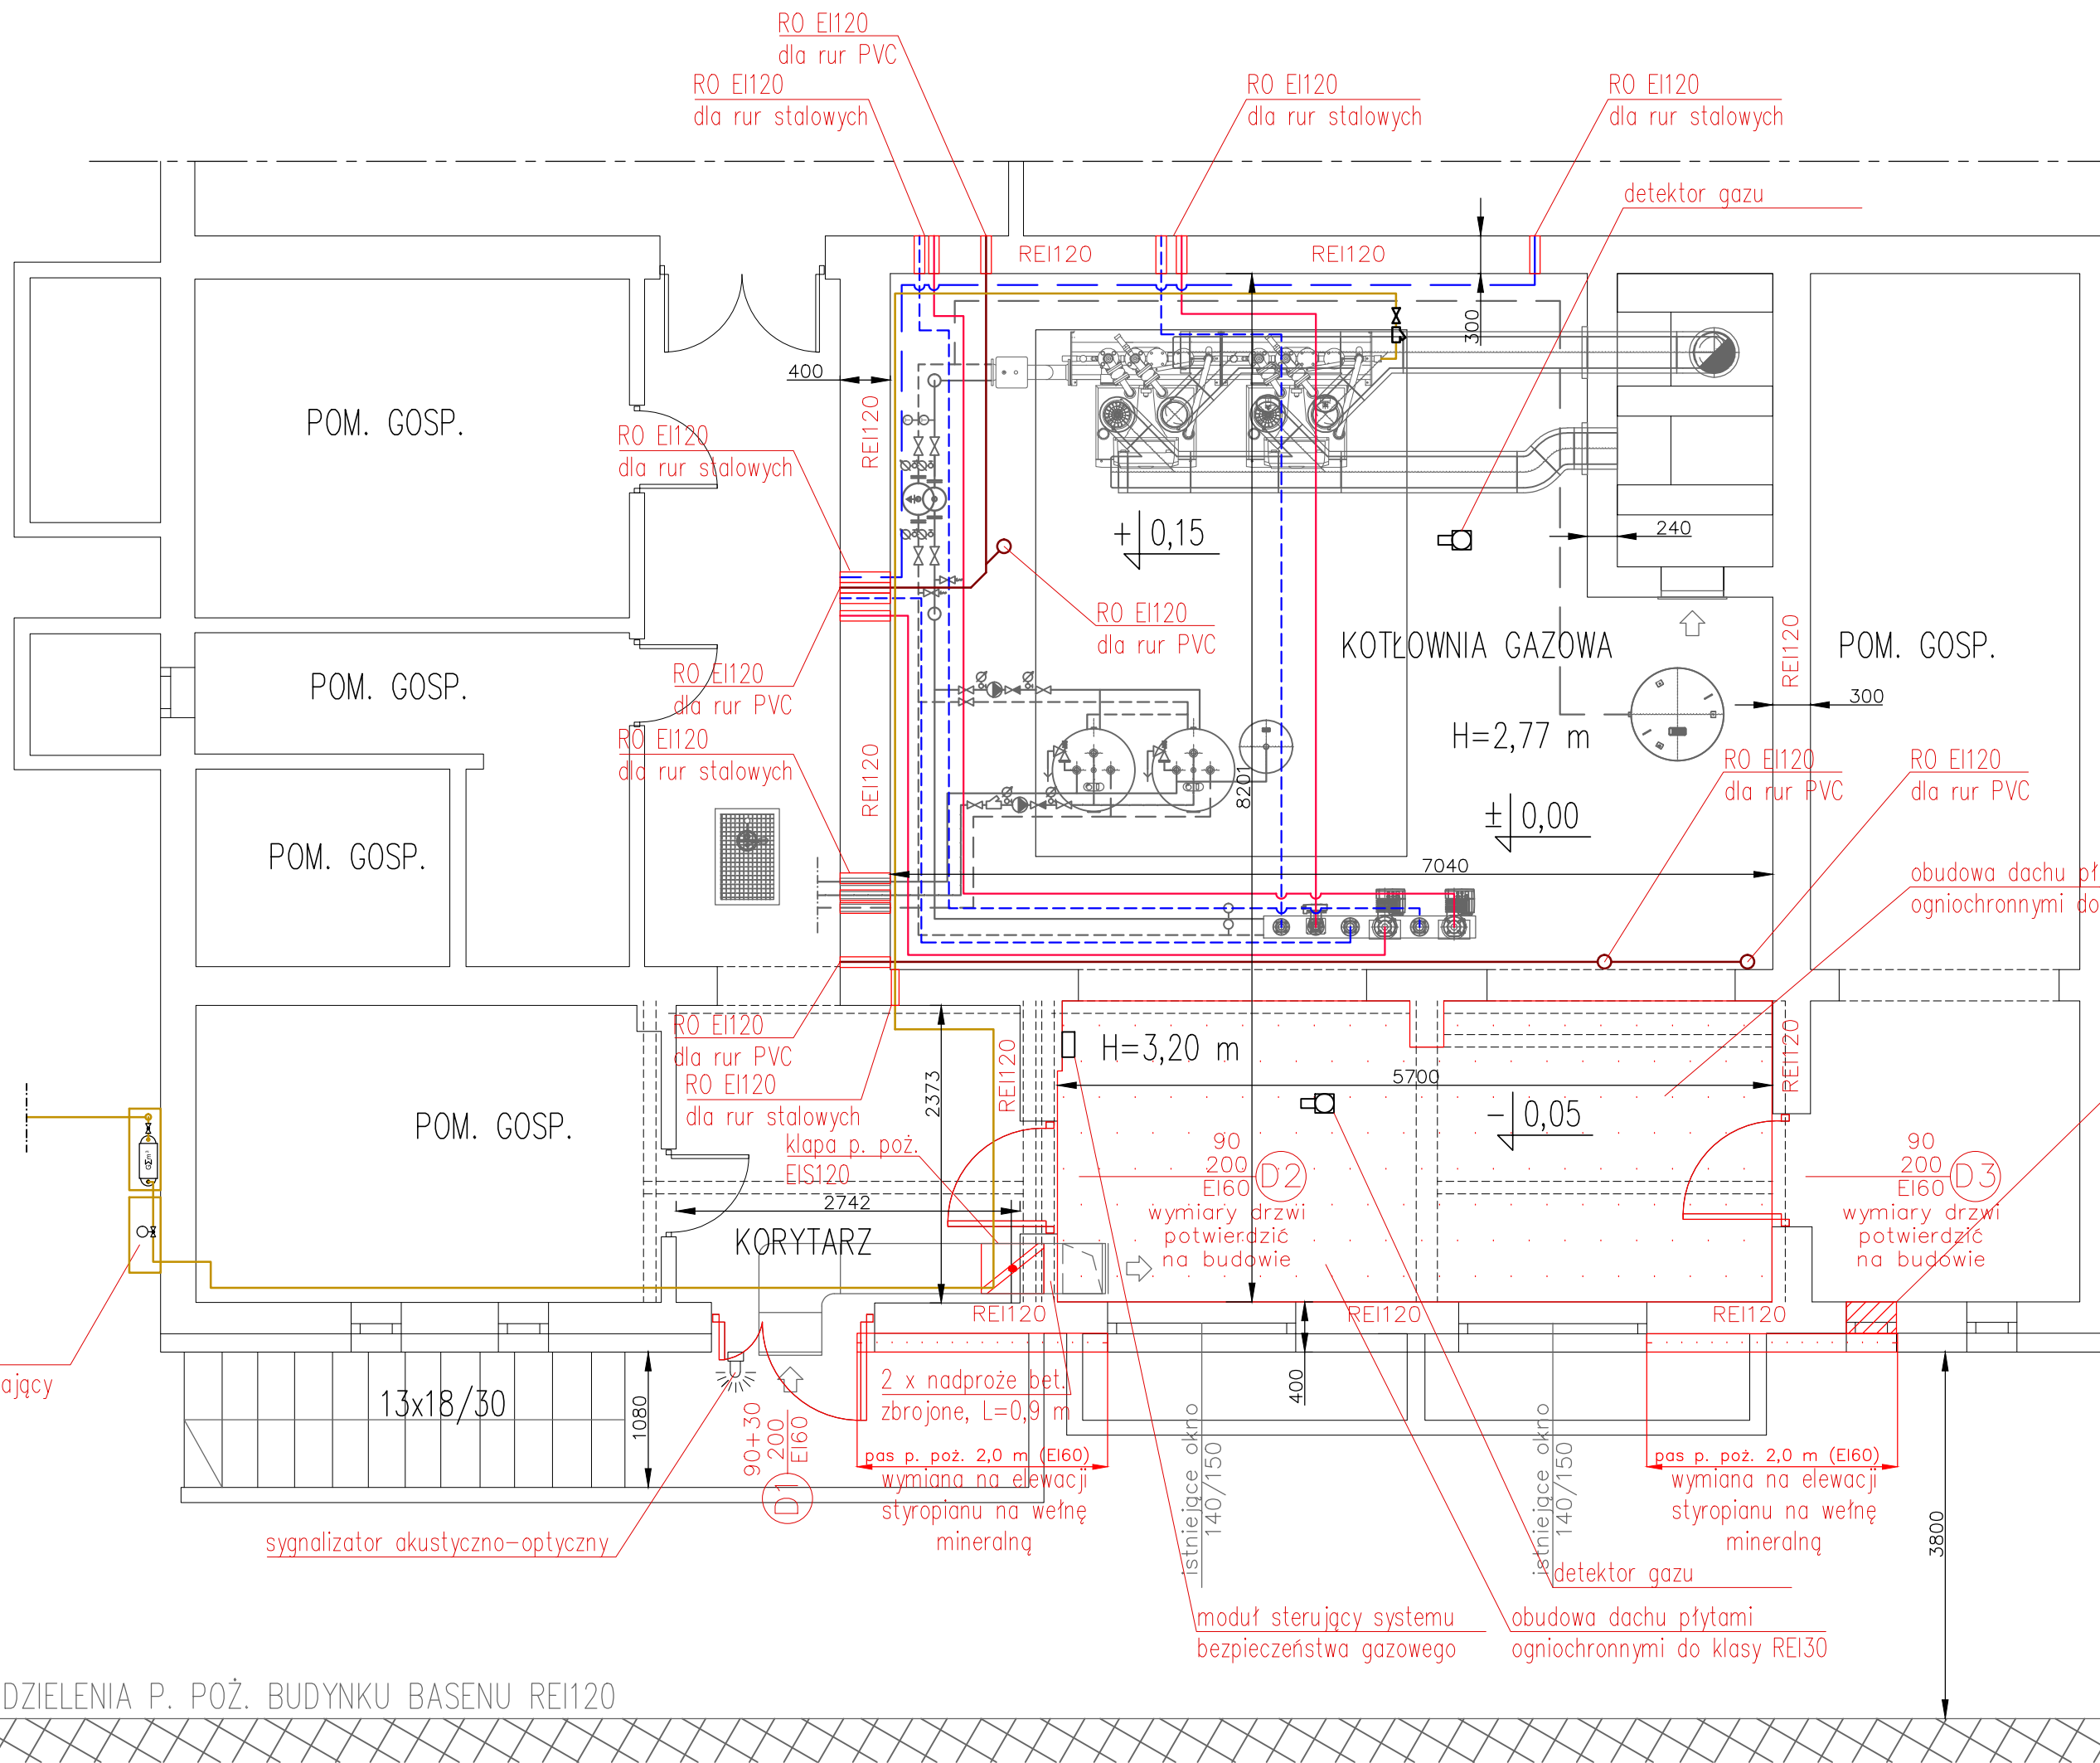 RO EI120
dla rur PVC
RO EI120
dla rur stalowych
RO EI120
dla rur stalowych
RO EI120
dla rur stalowych
detektor gazu
REI120
REI120
300
400
REI120
POM. GOSP.
RO EI120
dla rur stalowych
+ 0,15
240
RO EI120
dla rur PVC
KOTŁOWNIA GAZOWA
REI120
POM. GOSP.
POM. GOSP.
RO EI120
dla rur PVC
300
H=2,77 m
RO EI120
dla rur stalowych
REI120
8201
RO EI120
dla rur PVC
RO EI120
dla rur PVC
± 0,00
POM. GOSP.
7040
obudowa dachu pł
ogniochronnymi do
RO EI120
dla rur PVC
H=3,20 m
REI120
REI120
RO EI120
dla rur stalowych
2373
5700
POM. GOSP.
- 0,05
klapa p. poż.
EIS120
90
200
EI60
D2
wymiary drzwi
potwierdzić
na budowie
90
200
EI60
D3
wymiary drzwi
potwierdzić
na budowie
2742
KORYTARZ
REI120
REI120
REI120
ający
13x18/30
1080
2 x nadproże bet.
zbrojone, L=0,9 m
400
90+30
200
EI60
D1
pas p. poż. 2,0 m (EI60)
wymiana na elewacji
styropianu na wełnę
mineralną
istniejące okno
140/150
istniejące okno
140/150
pas p. poż. 2,0 m (EI60)
wymiana na elewacji
styropianu na wełnę
mineralną
3800
sygnalizator akustyczno-optyczny
detektor gazu
moduł sterujący systemu
bezpieczeństwa gazowego
obudowa dachu płytami
ogniochronnymi do klasy REI30
DZIELENIA P. POŻ. BUDYNKU BASENU REI120